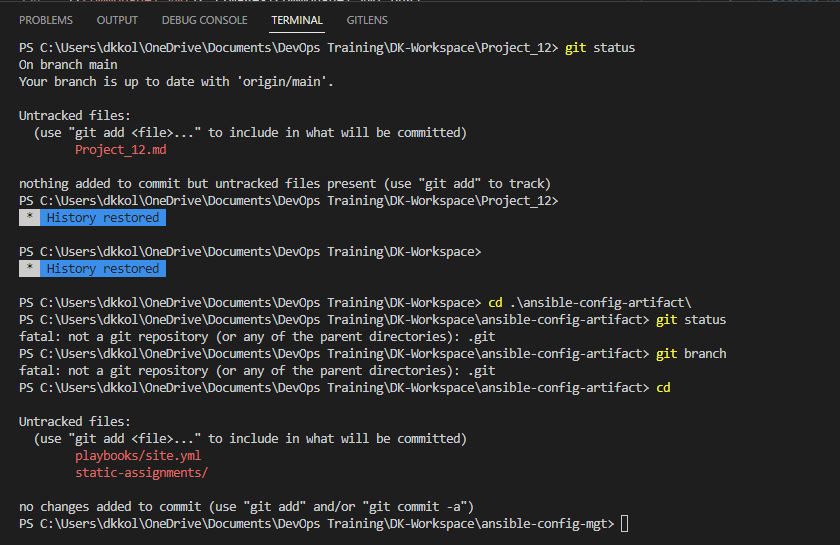 PROBLEMS OUTPUT DEBUG CONSOLE TERMINAL GITLENS
PS C:\Users\dkkol\OneDrive\Documents\DevOps Training\DK-Workspace\Project_12> git status
On branch main
Your branch is up to date with 'origin/main'.
Untracked files:
  (use "git add <file>..." to include in what will be committed)
        Project_12.md
nothing added to commit but untracked files present (use "git add" to track)
PS C:\Users\dkkol\OneDrive\Documents\DevOps Training\DK-Workspace\Project_12>
 *  History restored
PS C:\Users\dkkol\OneDrive\Documents\DevOps Training\DK-Workspace>
 *  History restored
PS C:\Users\dkkol\OneDrive\Documents\DevOps Training\DK-Workspace> cd .\ansible-config-artifact\
PS C:\Users\dkkol\OneDrive\Documents\DevOps Training\DK-Workspace\ansible-config-artifact> git status
fatal: not a git repository (or any of the parent directories): .git
PS C:\Users\dkkol\OneDrive\Documents\DevOps Training\DK-Workspace\ansible-config-artifact> git branch
fatal: not a git repository (or any of the parent directories): .git
PS C:\Users\dkkol\OneDrive\Documents\DevOps Training\DK-Workspace\ansible-config-artifact> cd
Untracked files:
  (use "git add <file>..." to include in what will be committed)
        playbooks/site.yml
        static-assignments/
no changes added to commit (use "git add" and/or "git commit -a")
PS C:\Users\dkkol\OneDrive\Documents\DevOps Training\DK-Workspace\ansible-config-mgt>